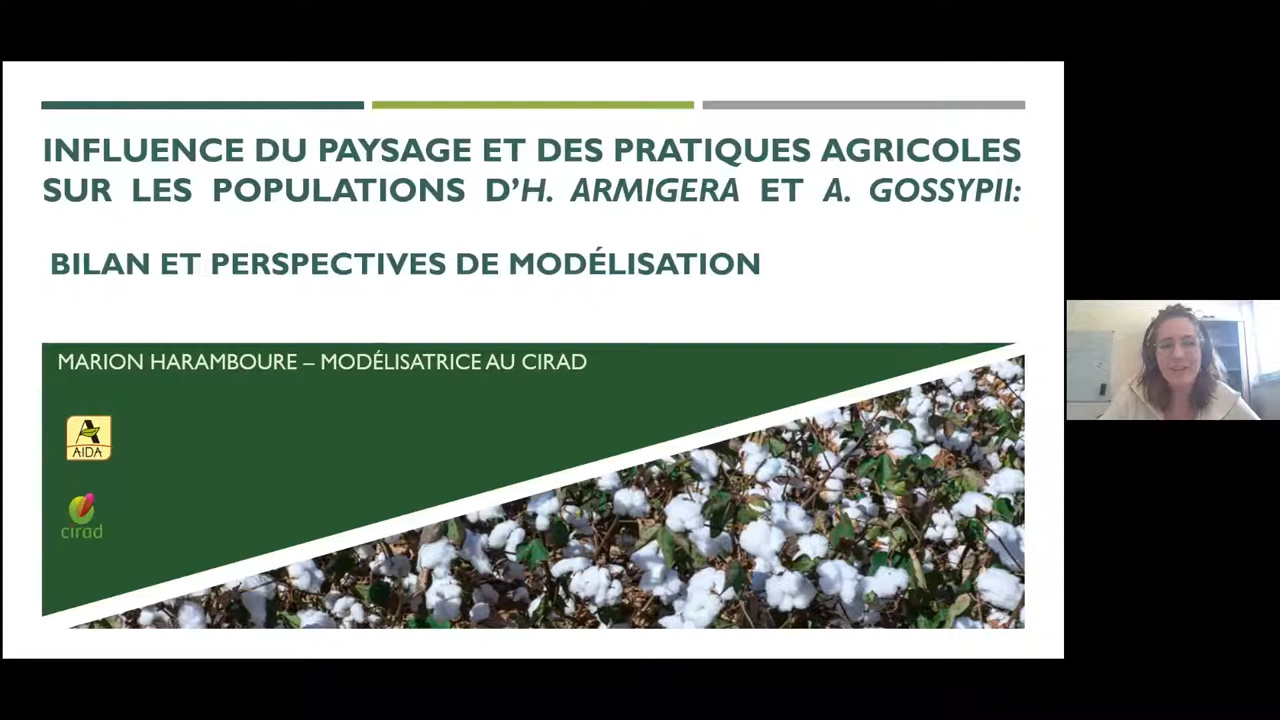 INFLUENCE DU PAYSAGE ET DES PRATIQUES AGRICOLES
SUR LES POPULATIONS D’H. ARMIGERA ET A. GOSSYPII:
BILAN ET PERSPECTIVES DE MODÉLISATION
MARION HARAMBOURE – MODÉLISATRICE AU CIRAD
AIDA
cirad